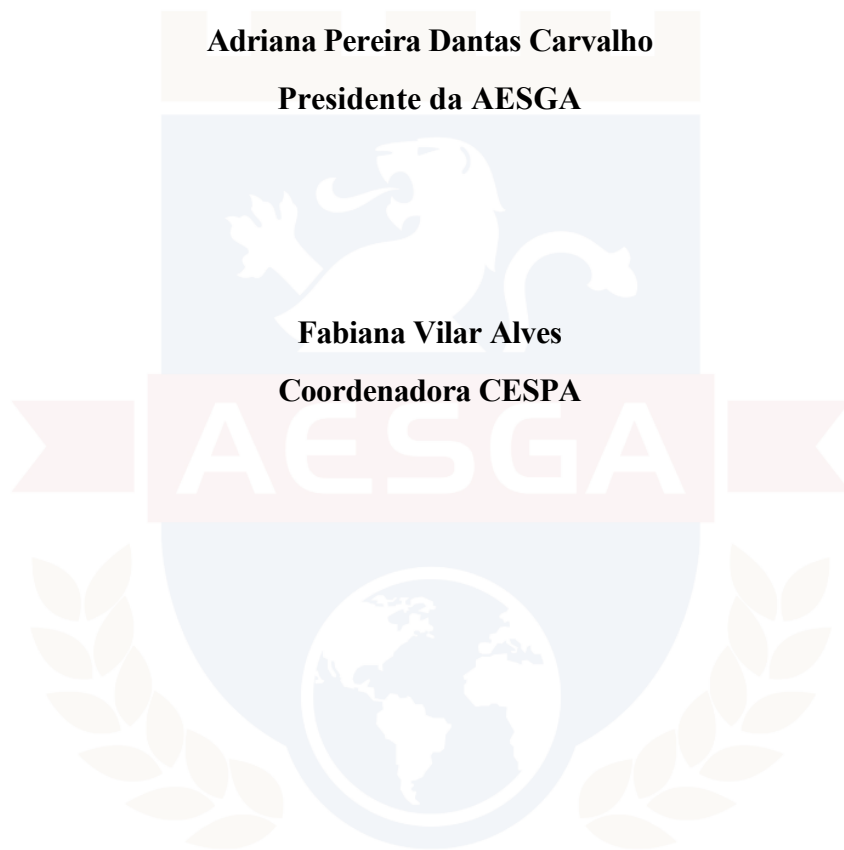 Adriana Pereira Dantas Carvalho
Presidente da AESGA
Fabiana Vilar Alves
Coordenadora CESPA
AESGA